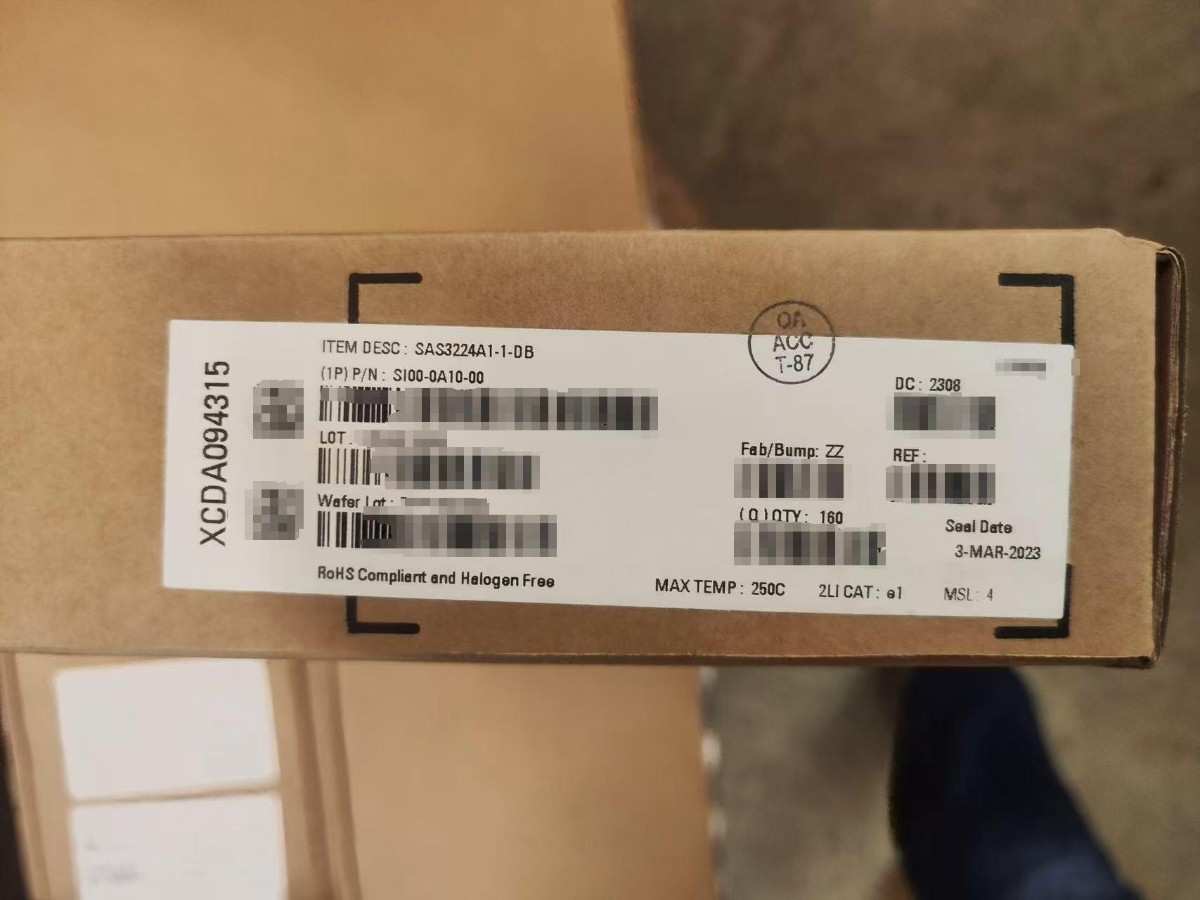 XCDA094315
ITEM DESC: SAS3224A1-1-DB
(1P) P/N: SI00-0A10-00
LOT:
Wafer Lot:
RoHS Compliant and Halogen Free
QA
ACC
T-87
DC: 2308
Fab/Bump: ZZ
REF:
(Q) QTY: 160
Seal Date
3-MAR-2023
MAX TEMP: 250C
2LI CAT: e1
MSL: 4